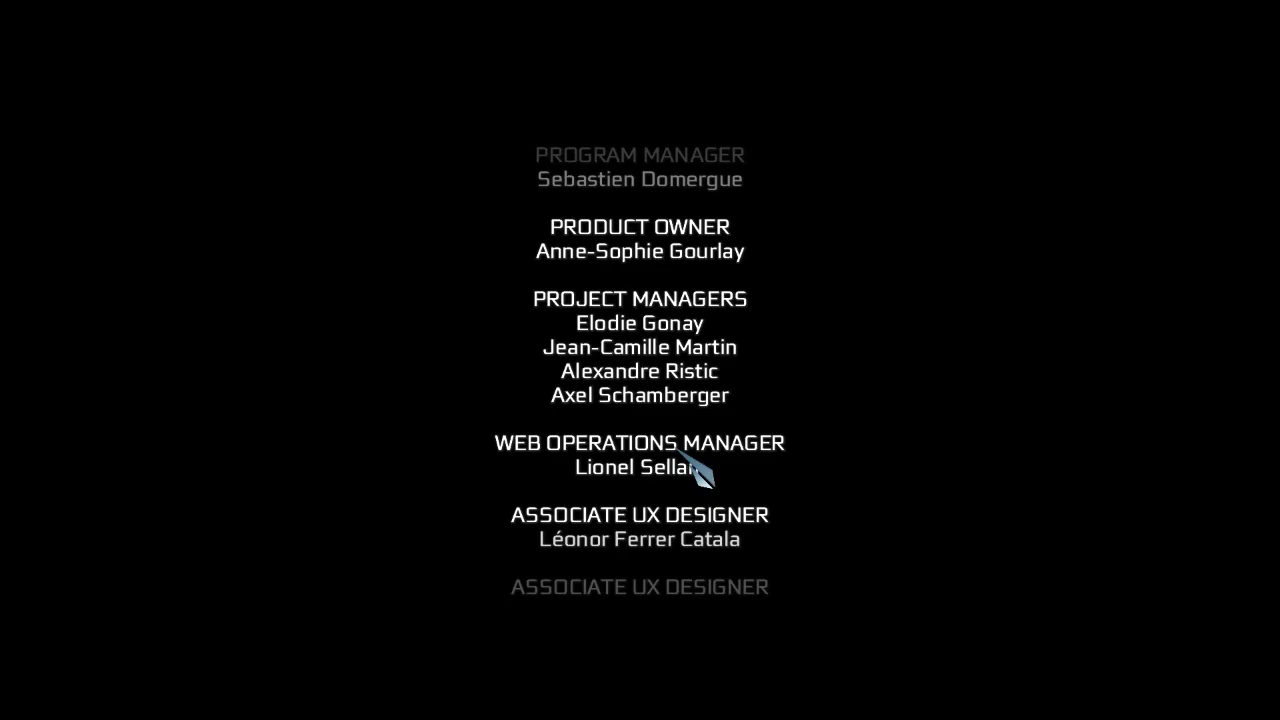 PROGRAM MANAGER
Sebastien Domergue
PRODUCT OWNER
Anne-Sophie Gourlay
PROJECT MANAGERS
Elodie Gonay
Jean-Camille Martin
Alexandre Ristic
Axel Schamberger
WEB OPERATIONS MANAGER
Lionel
ASSOCIATE UX DESIGNER
Léonor Ferrer Catala
ASSOCIATE UX DESIGNER